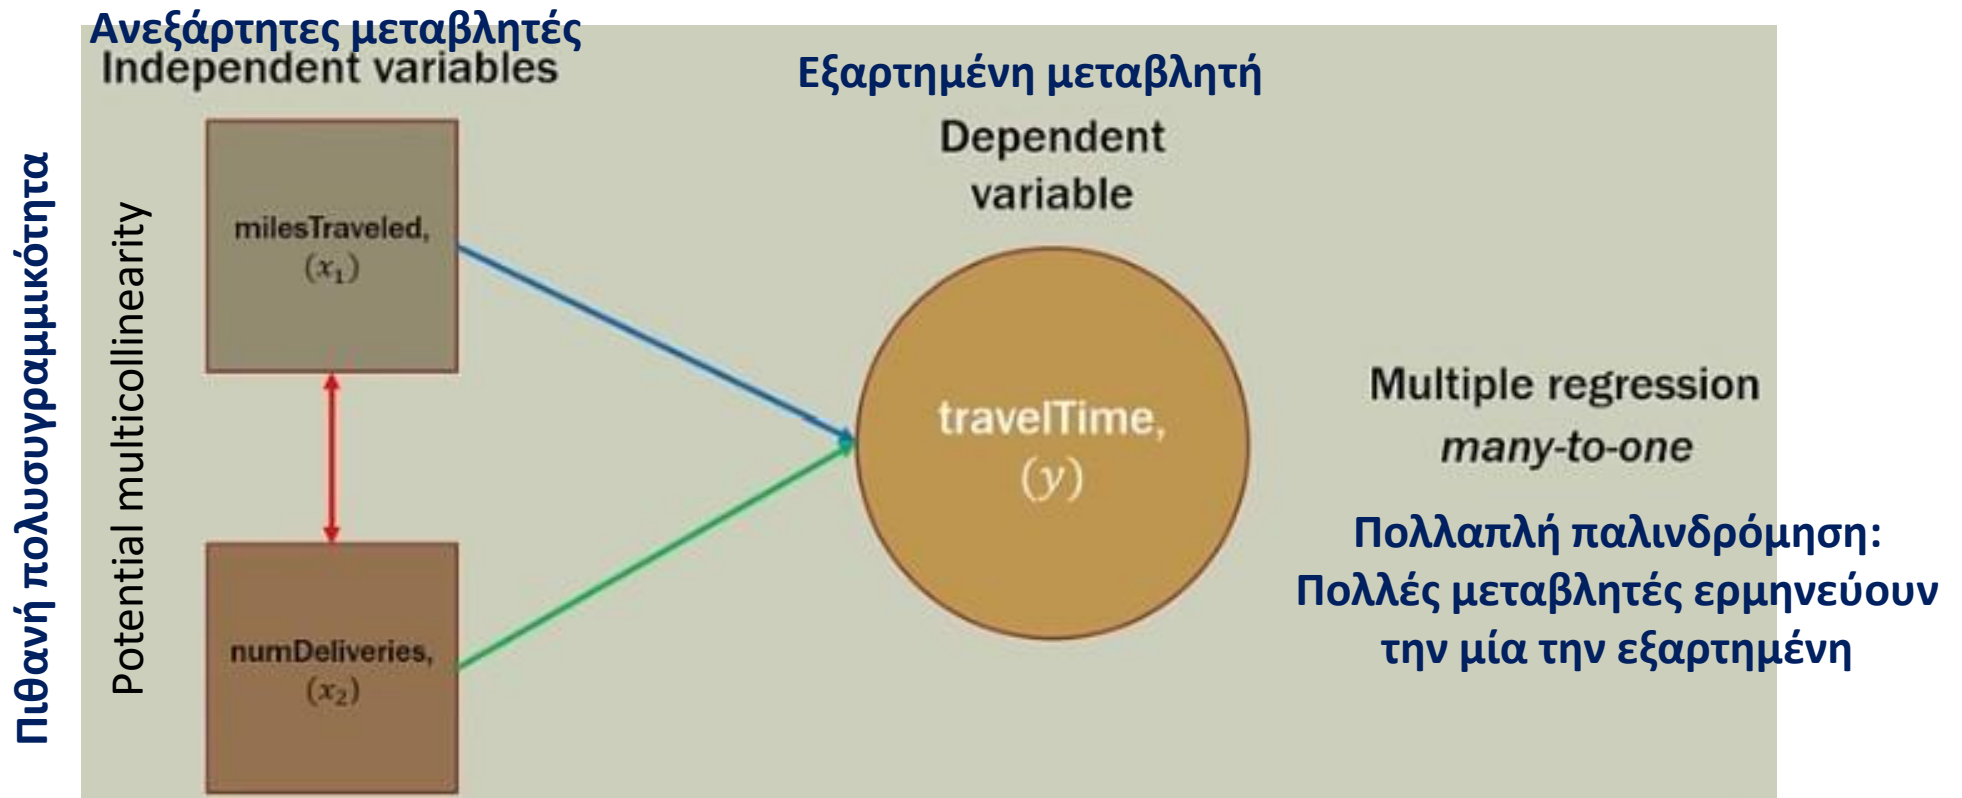 Ανεξάρτητες μεταβλητές
Independent variables
Εξαρτημένη μεταβλητή
Dependent
variable
Πιθανή πολυσυγραμμικότητα
Potential multicollinearity
milesTraveled,
(x₁)
numDeliveries,
(x₂)
travelTime,
(y)
Multiple regression
many-to-one
Πολλαπλή παλινδρόμηση:
Πολλές μεταβλητές ερμηνεύουν
την μία την εξαρτημένη